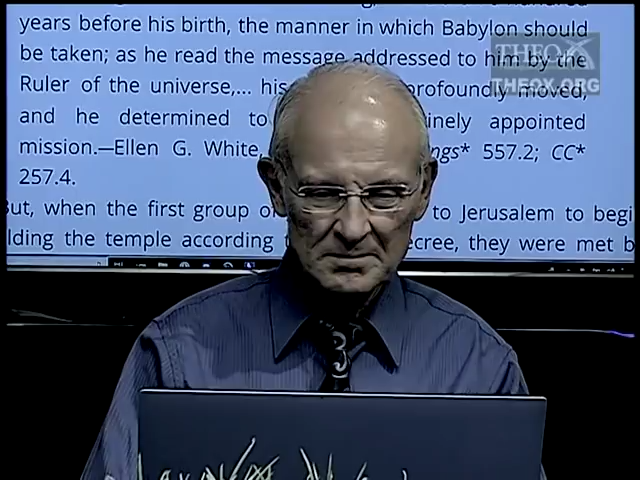 years before his birth, the manner in which Babylon should
be taken; as he read the message addressed to him by the
Ruler of the universe,... his profoundly moved,
and he determined to inely appointed
mission.—Ellen G. White, ngs* 557.2; CC*
257.4.
But, when the first group o to Jerusalem to begi
lding the temple according ecree, they were met b
THEOX
THEOX.ORG